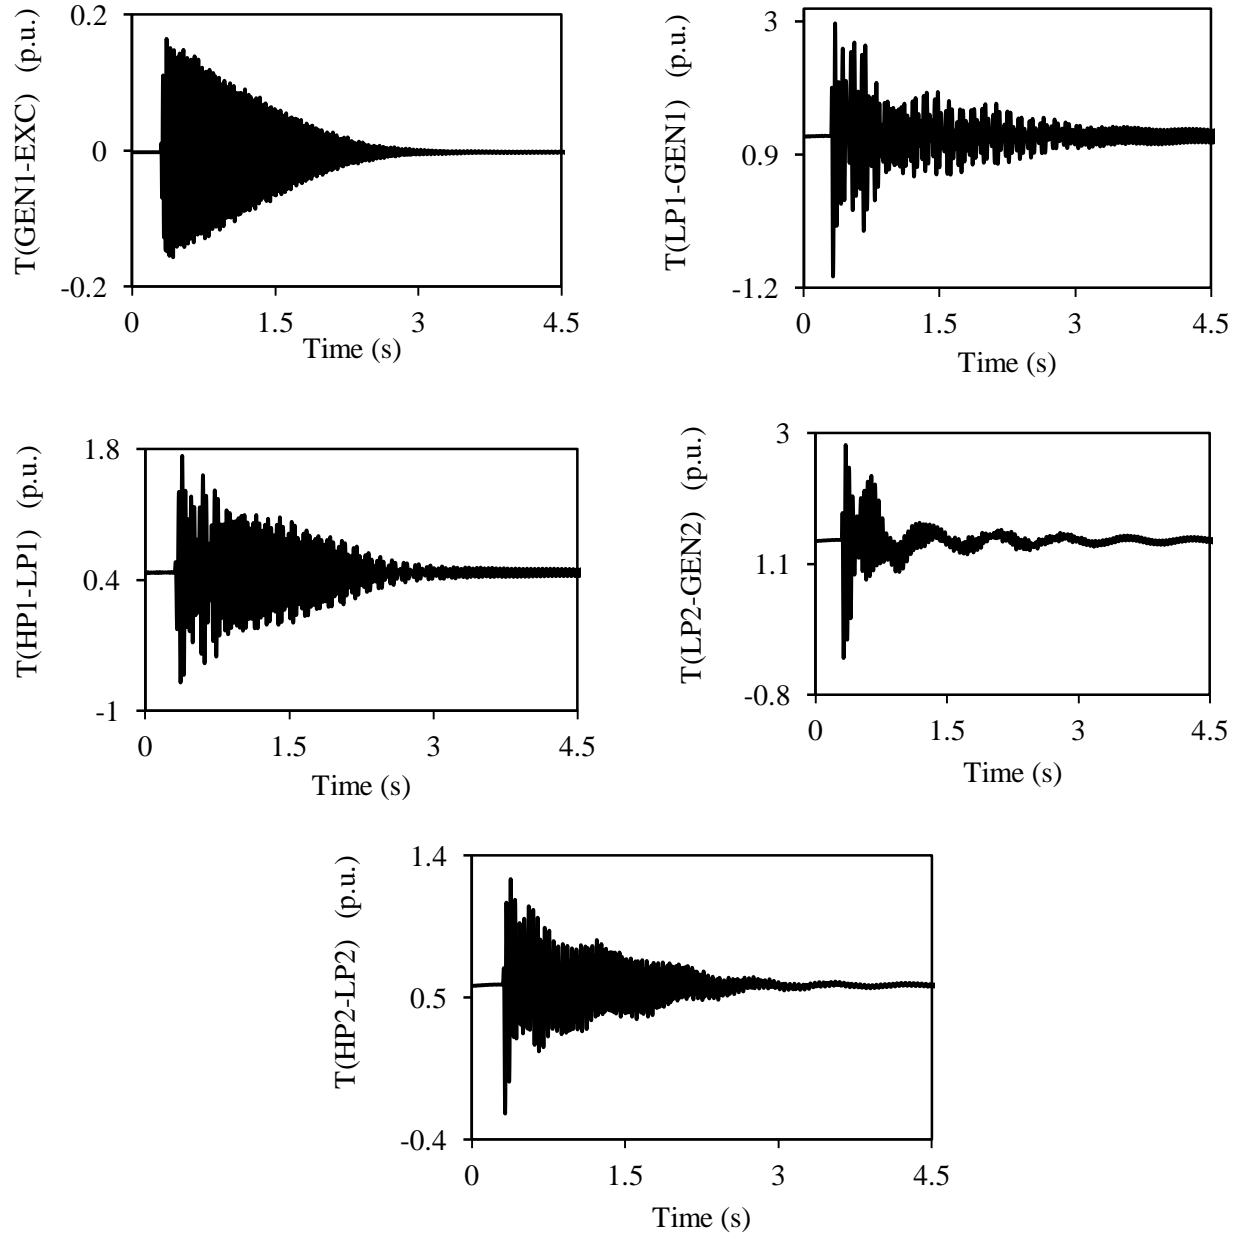 T(GEN1-EXC) (p.u.)
0.2
0
-0.2
0 1.5 3 4.5
Time (s)
T(LP1-GEN1) (p.u.)
3
0.9
-1.2
0 1.5 3 4.5
Time (s)
T(HP1-LP1) (p.u.)
1.8
0.4
-1
0 1.5 3 4.5
Time (s)
T(LP2-GEN2) (p.u.)
3
1.1
-0.8
0 1.5 3 4.5
Time (s)
T(HP2-LP2) (p.u.)
1.4
0.5
-0.4
0 1.5 3 4.5
Time (s)